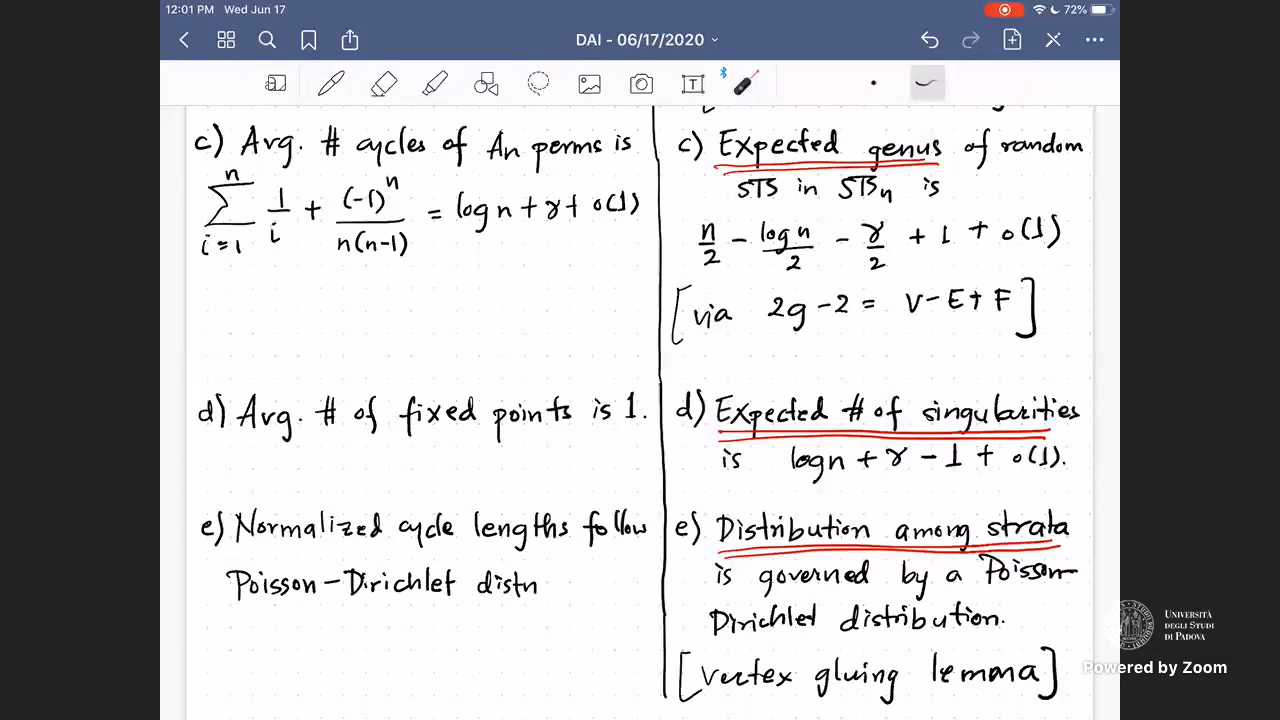 12:01 PM Wed Jun 17
72%
DAI - 06/17/2020
T
c) Avg. # cycles of An perms is
n
∑ 1/i + (-1)^n / n(n-1) = log n + γ + o(1)
i=1
d) Avg. # of fixed points is 1.
e) Normalized cycle lengths follow
Poisson-Dirichlet distn
c) Expected genus of random
STS in STSn is
n/2 - log n/2 - γ/2 + 1 + o(1)
[via 2g-2 = V-E+F]
d) Expected # of singularities
is log n + γ - 1 + o(1).
e) Distribution among strata
is governed by a Poisson-
Dirichlet distribution.
[vertex gluing lemma]
UNIVERSITÀ
DEGLI STUDI
DI PADOVA
Powered by Zoom